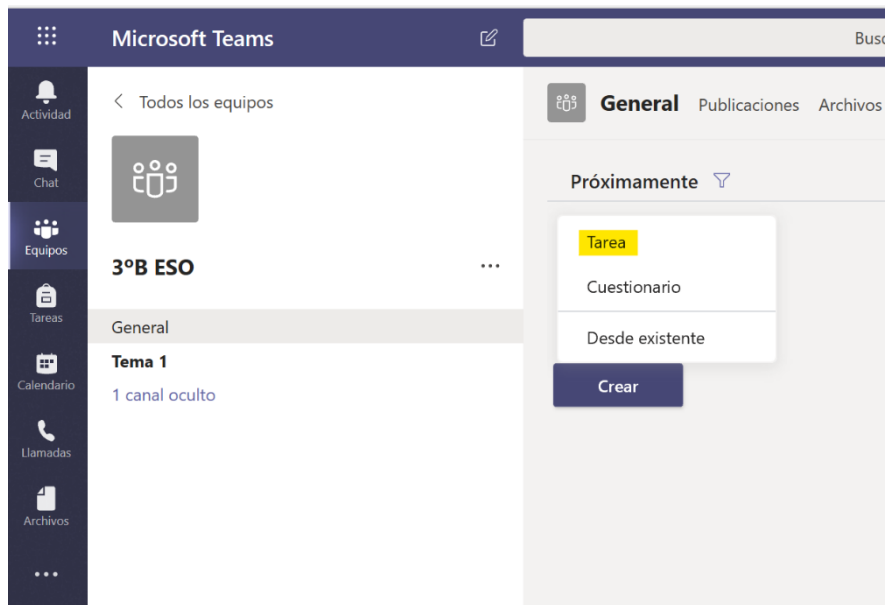 Microsoft Teams
Actividad
Chat
Equipos
Tareas
Calendario
Llamadas
Archivos
Todos los equipos
3ºB ESO
General
Tema 1
1 canal oculto
General Publicaciones Archivos
Próximamente
Tarea
Cuestionario
Desde existente
Crear